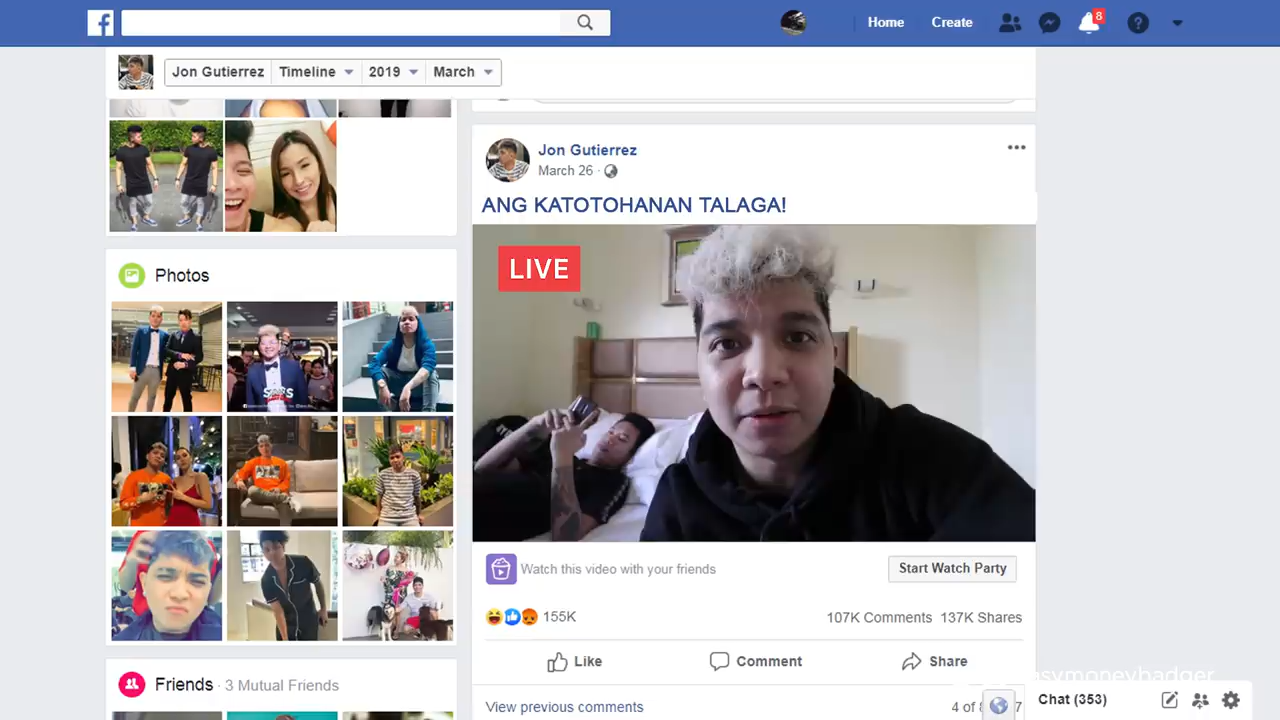 f
Home Create 8 ?
Jon Gutierrez Timeline 2019 March
Jon Gutierrez
March 26 ·
ANG KATOTOHANAN TALAGA!
LIVE
Photos
Watch this video with your friends
Start Watch Party
155K
107K Comments 137K Shares
Like Comment Share
Friends · 3 Mutual Friends
Chat (353)
View previous comments
4 of